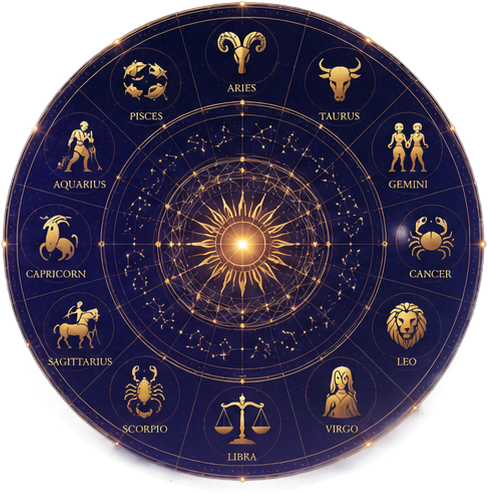 ARIES
TAURUS
GEMINI
CANCER
LEO
VIRGO
LIBRA
SCORPIO
SAGITTARIUS
CAPRICORN
AQUARIUS
PISCES